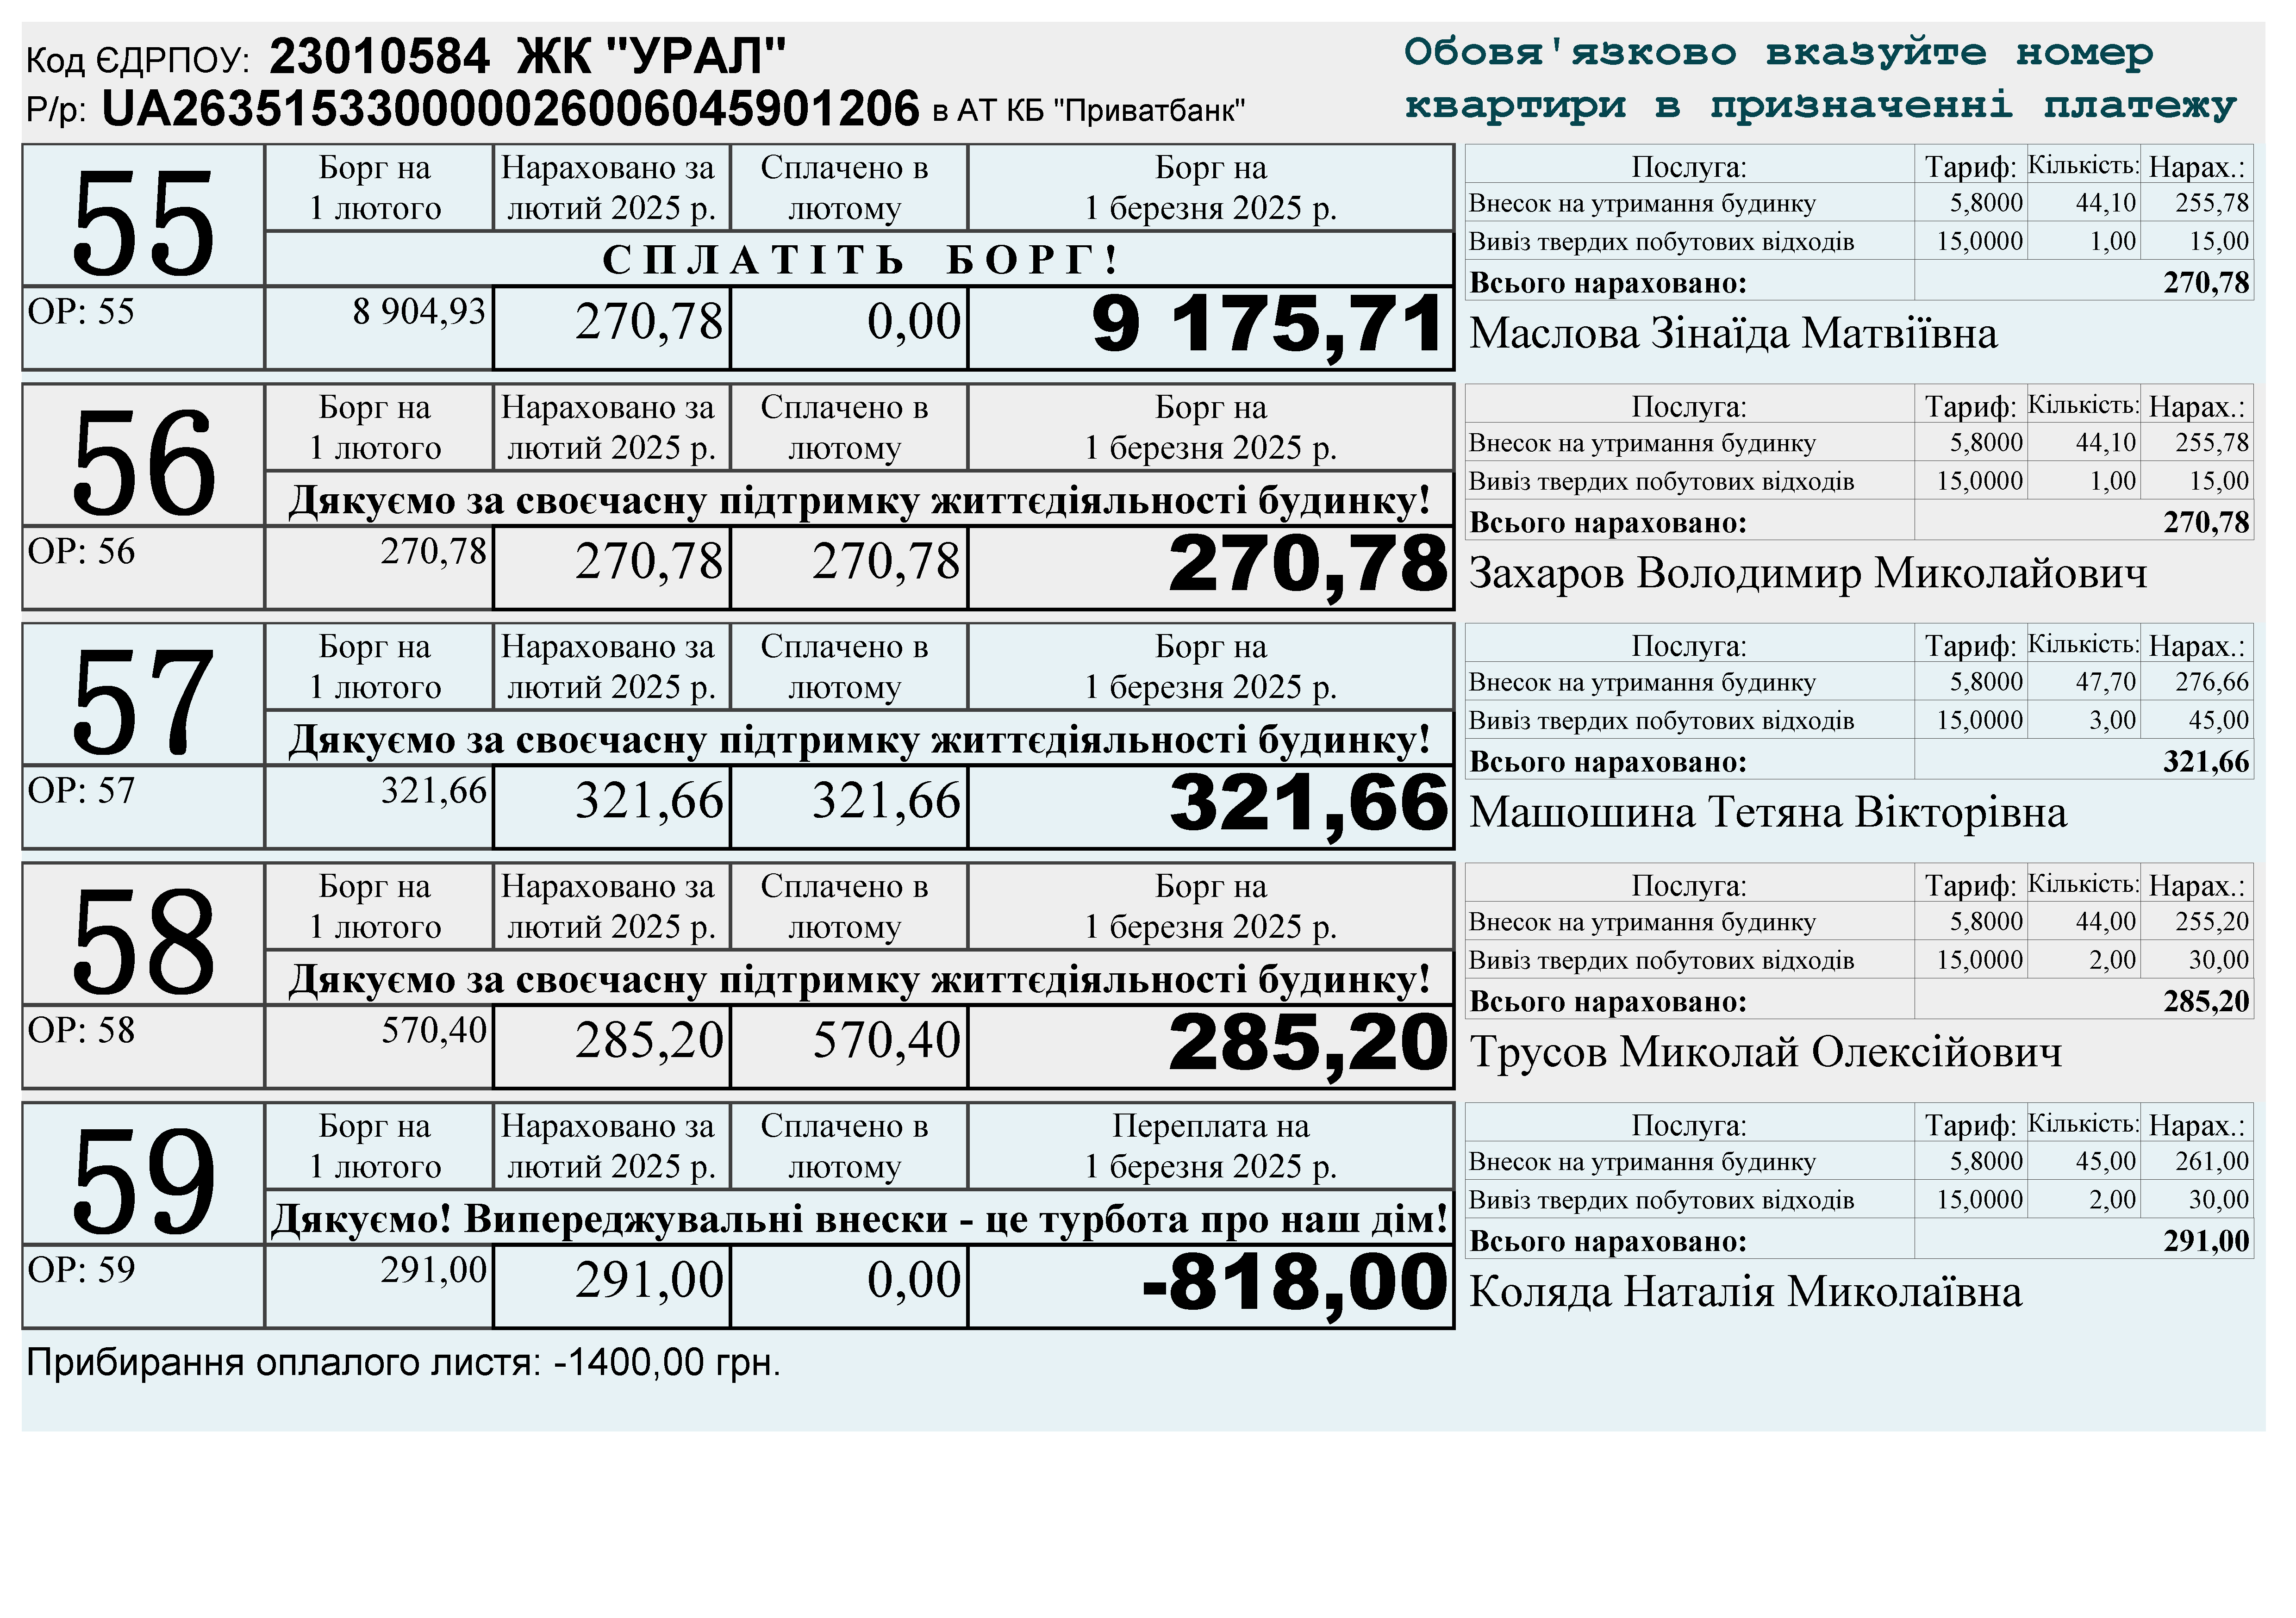 Код ЄДРПОУ: 23010584 ЖК "УРАЛ"
Р/р: UA263515330000026006045901206 в АТ КБ "Приватбанк"
Обовя'язково вказуйте номер
квартири в призначенні платежу
55
Борг на
1 лютого
Нараховано за
лютий 2025 р.
Сплачено в
лютому
Борг на
1 березня 2025 р.
СПЛАТІТЬ БОРГ!
ОР: 55 8 904,93 270,78 0,00 9 175,71
Послуга: Тариф: Кількість: Нарах.:
Внесок на утримання будинку 5,8000 44,10 255,78
Вивіз твердих побутових відходів 15,0000 1,00 15,00
Всього нараховано: 270,78
Маслова Зінаїда Матвіївна
56
Борг на
1 лютого
Нараховано за
лютий 2025 р.
Сплачено в
лютому
Борг на
1 березня 2025 р.
Дякуємо за своєчасну підтримку життєдіяльності будинку!
ОР: 56 270,78 270,78 270,78 270,78
Послуга: Тариф: Кількість: Нарах.:
Внесок на утримання будинку 5,8000 44,10 255,78
Вивіз твердих побутових відходів 15,0000 1,00 15,00
Всього нараховано: 270,78
Захаров Володимир Миколайович
57
Борг на
1 лютого
Нараховано за
лютий 2025 р.
Сплачено в
лютому
Борг на
1 березня 2025 р.
Дякуємо за своєчасну підтримку життєдіяльності будинку!
ОР: 57 321,66 321,66 321,66 321,66
Послуга: Тариф: Кількість: Нарах.:
Внесок на утримання будинку 5,8000 47,70 276,66
Вивіз твердих побутових відходів 15,0000 3,00 45,00
Всього нараховано: 321,66
Машошина Тетяна Вікторівна
58
Борг на
1 лютого
Нараховано за
лютий 2025 р.
Сплачено в
лютому
Борг на
1 березня 2025 р.
Дякуємо за своєчасну підтримку життєдіяльності будинку!
ОР: 58 570,40 285,20 570,40 285,20
Послуга: Тариф: Кількість: Нарах.:
Внесок на утримання будинку 5,8000 44,00 255,20
Вивіз твердих побутових відходів 15,0000 2,00 30,00
Всього нараховано: 285,20
Трусов Миколай Олексійович
59
Борг на
1 лютого
Нараховано за
лютий 2025 р.
Сплачено в
лютому
Переплата на
1 березня 2025 р.
Дякуємо! Випереджувальні внески - це турбота про наш дім!
ОР: 59 291,00 291,00 0,00 -818,00
Послуга: Тариф: Кількість: Нарах.:
Внесок на утримання будинку 5,8000 45,00 261,00
Вивіз твердих побутових відходів 15,0000 2,00 30,00
Всього нараховано: 291,00
Коляда Наталія Миколаївна
Прибирання оплалого листя: -1400,00 грн.